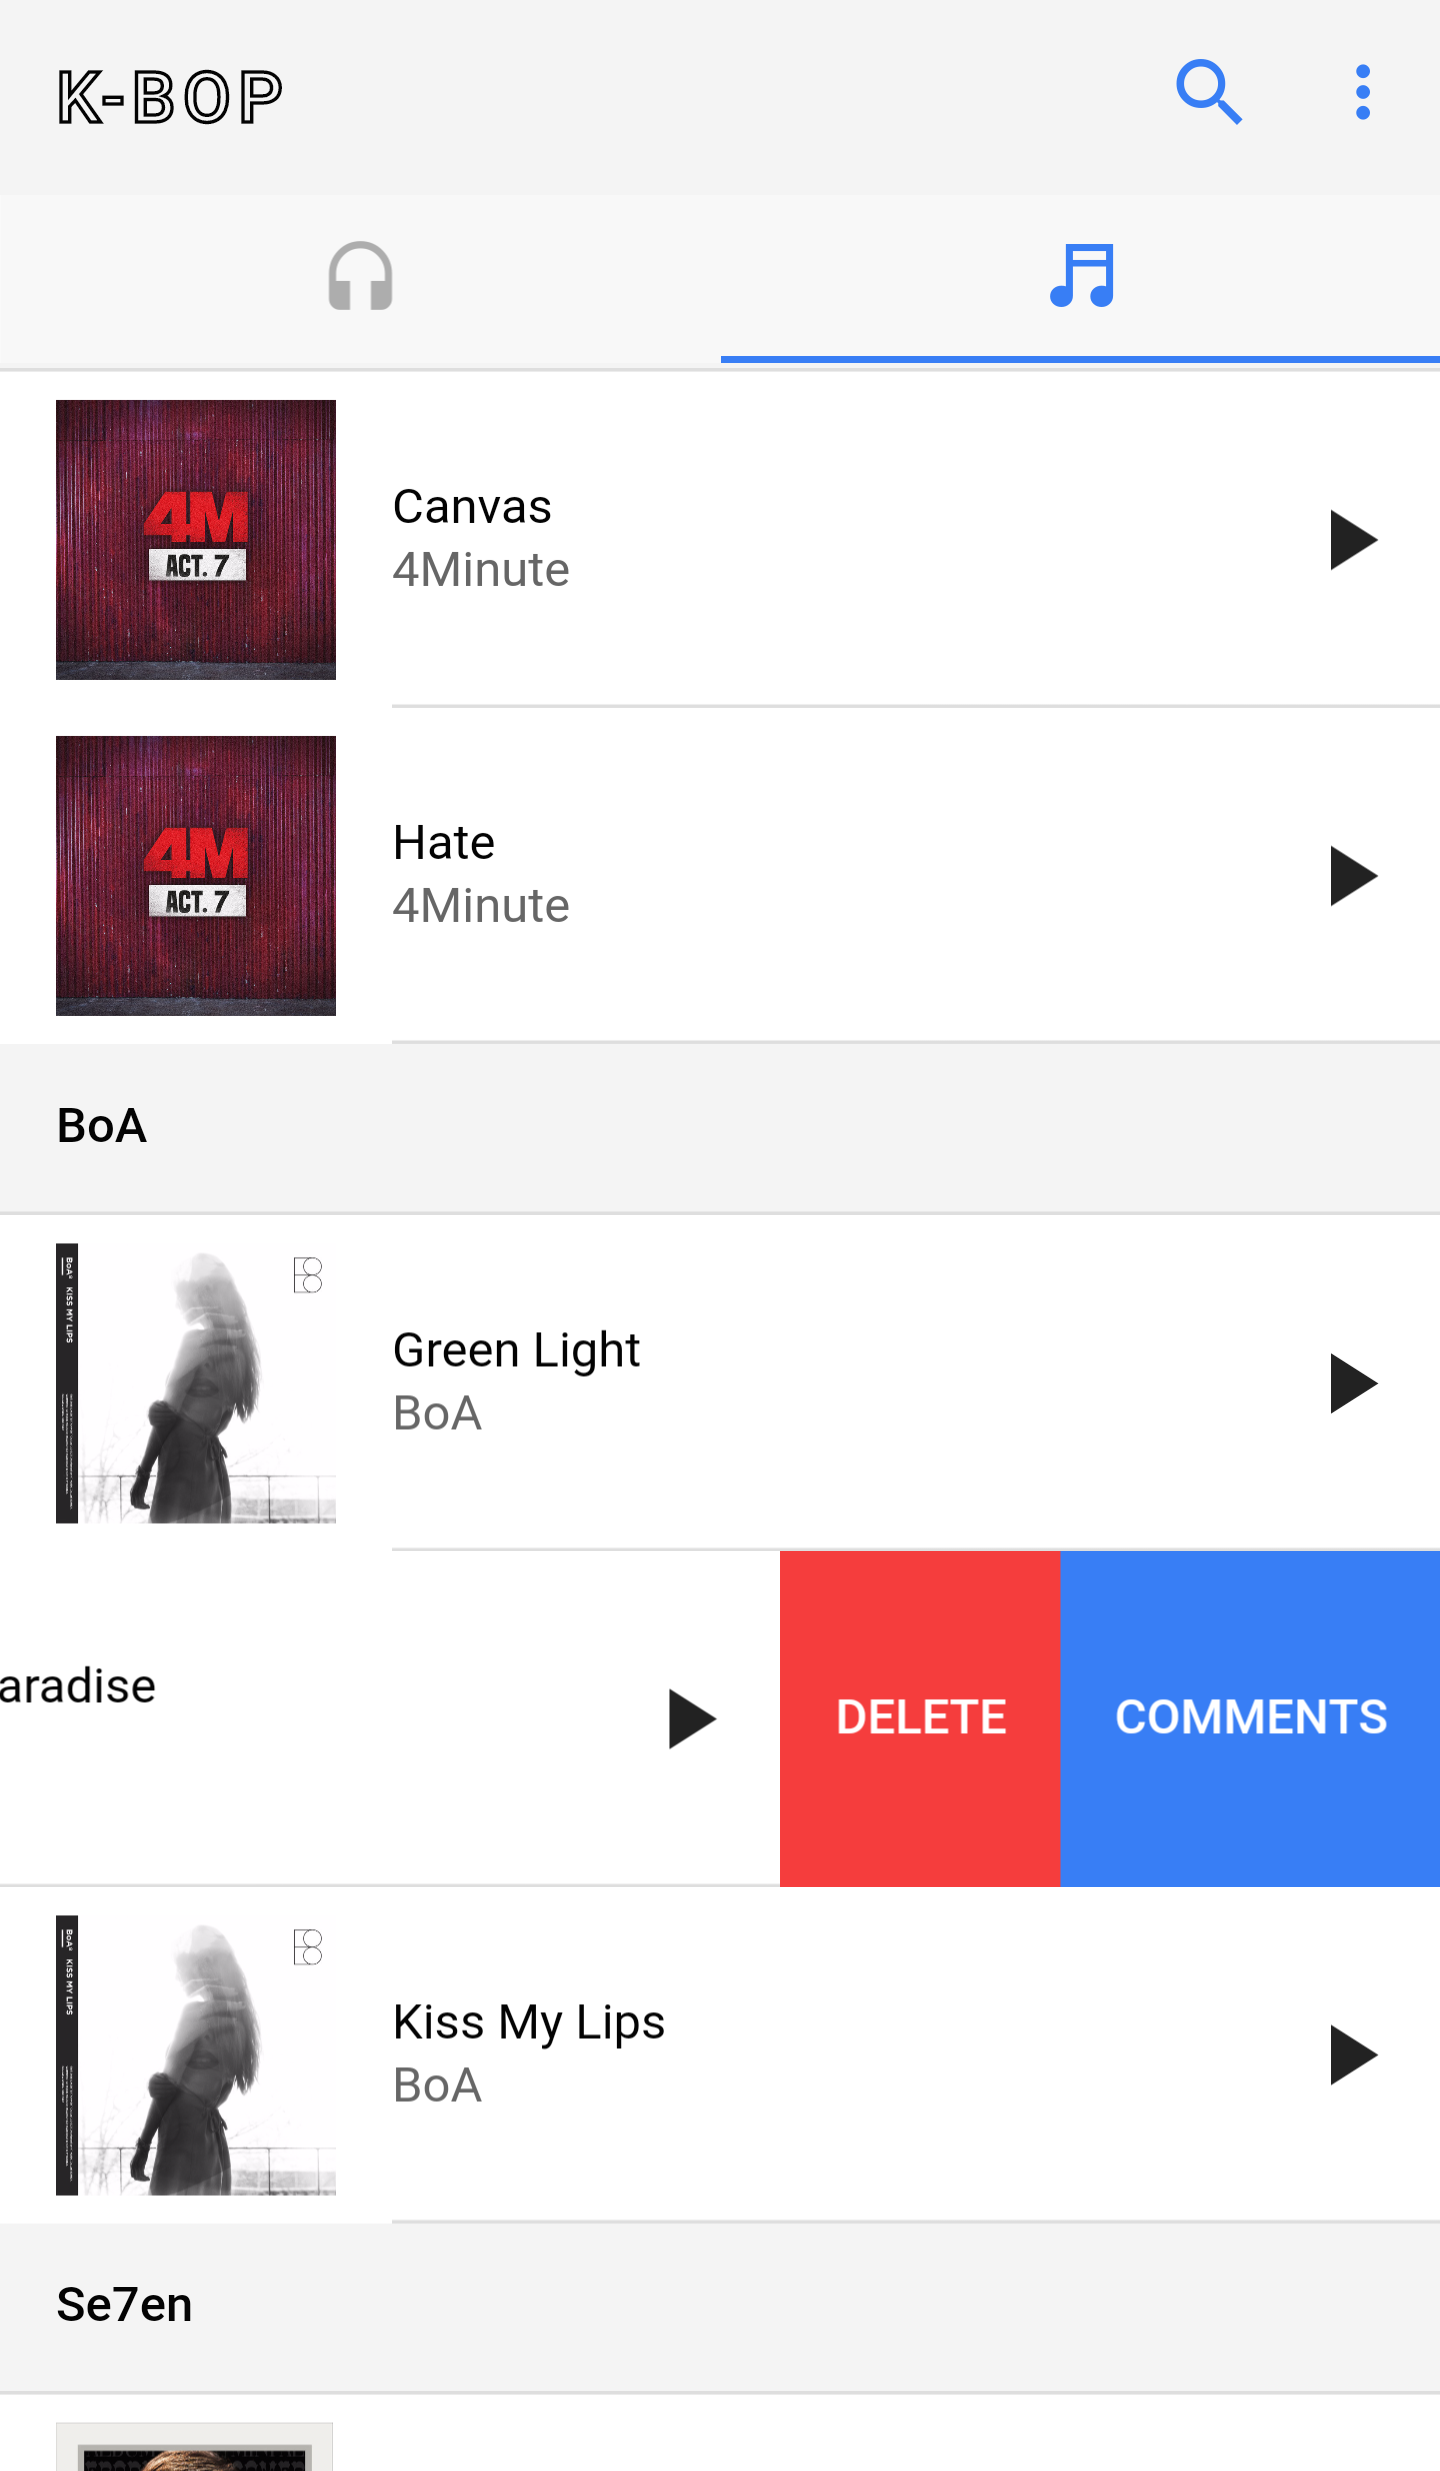 K-BOP
4M
ACT. 7
Canvas
4Minute
4M
ACT. 7
Hate
4Minute
BoA
BoA
KISS MY LIPS
Green Light
BoA
aradise
DELETE
COMMENTS
BoA
KISS MY LIPS
Kiss My Lips
BoA
Se7en